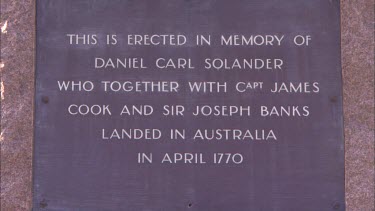 THIS IS ERECTED IN MEMORY OF
DANIEL CARL SOLANDER
WHO TOGETHER WITH CAPT JAMES
COOK AND SIR JOSEPH BANKS
LANDED IN AUSTRALIA
IN APRIL 1770